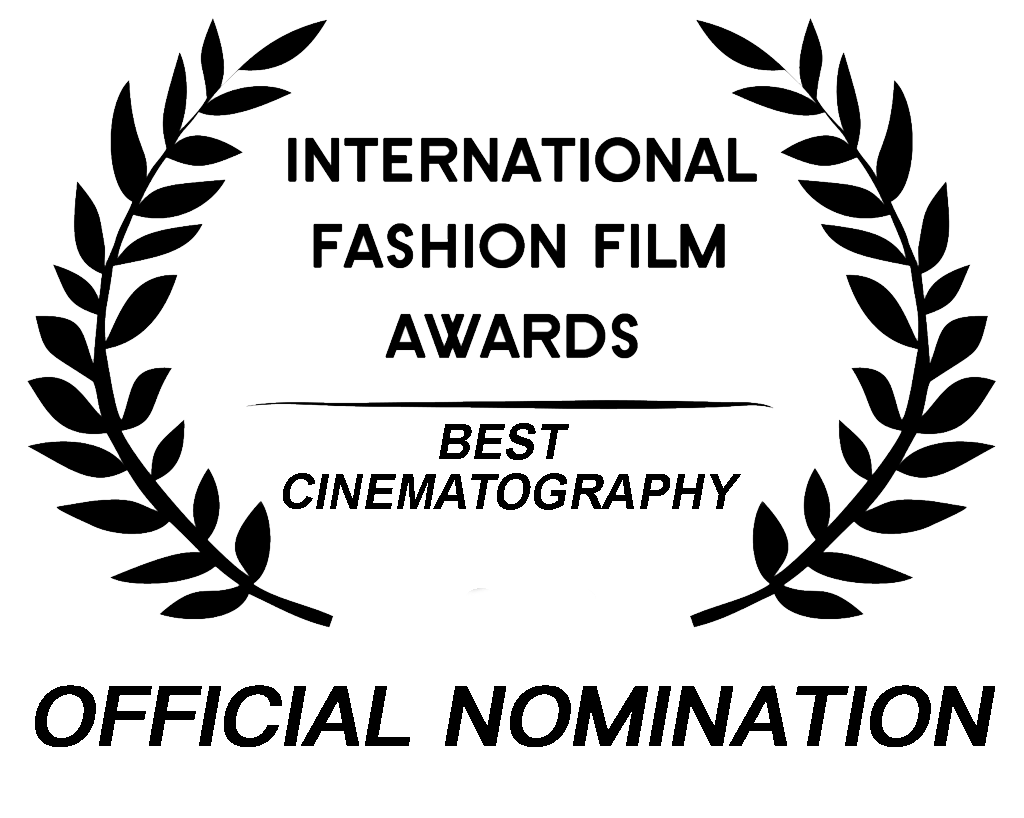 INTERNATIONAL
FASHION FILM
AWARDS
BEST
CINEMATOGRAPHY
OFFICIAL NOMINATION